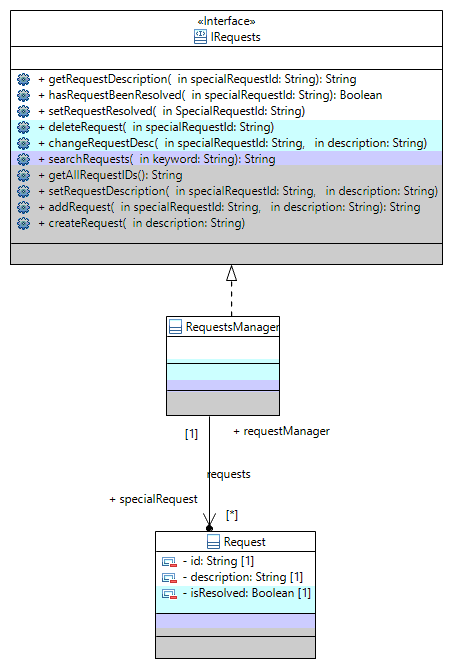 «Interface»
IRequests
+ getRequestDescription( in specialRequestId: String): String
+ hasRequestBeenResolved( in specialRequestId: String): Boolean
+ setRequestResolved( in SpecialRequestId: String)
+ deleteRequest( in specialRequestId: String)
+ changeRequestDesc( in specialRequestId: String, in description: String)
+ searchRequests( in keyword: String): String
+ getAllRequestIDs(): String
+ setRequestDescription( in specialRequestId: String, in description: String)
+ addRequest( in specialRequestId: String, in description: String): String
+ createRequest( in description: String)
RequestsManager
[1]
+ requestManager
requests
+ specialRequest
[*]
Request
- id: String [1]
- description: String [1]
- isResolved: Boolean [1]